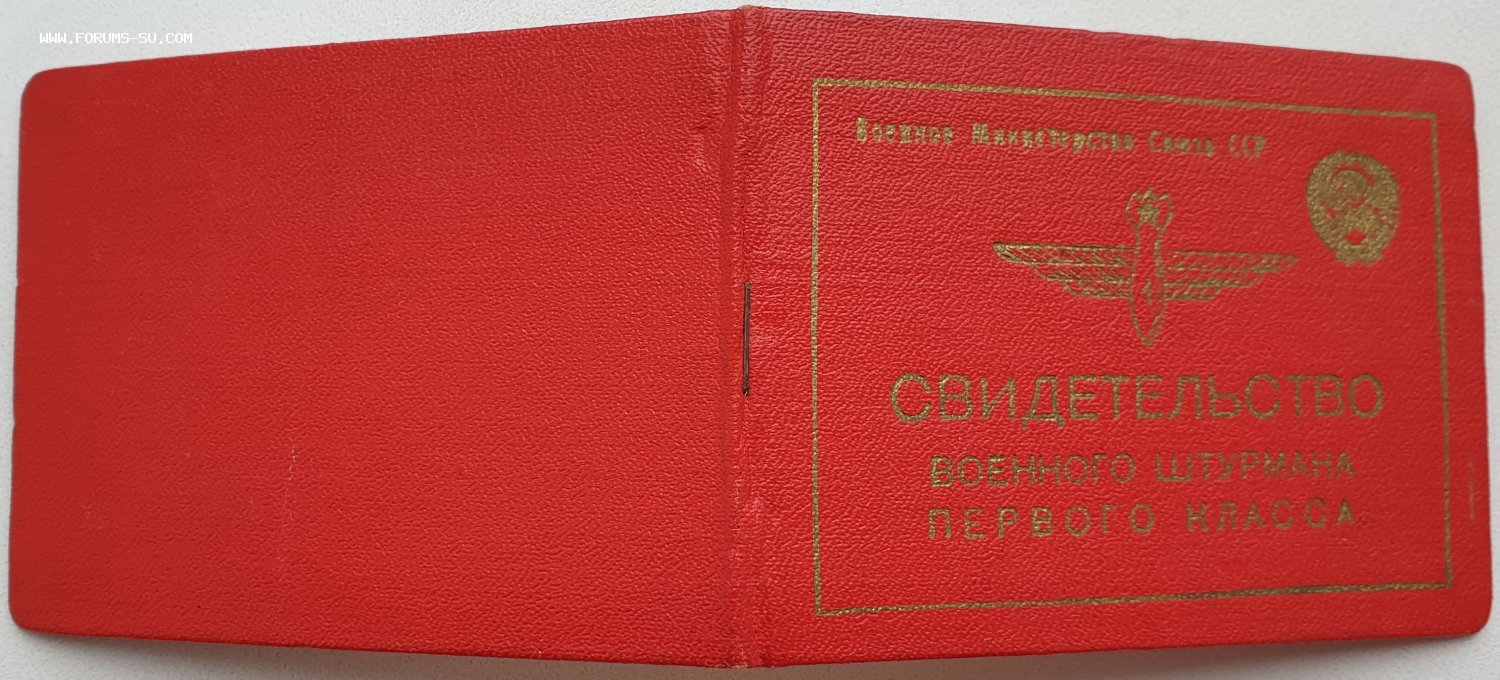 WWW.FORUMS-SU.COM
Военное Министерство Союза ССР
СВИДЕТЕЛЬСТВО
ВОЕННОГО ШТУРМАНА
ПЕРВОГО КЛАССА